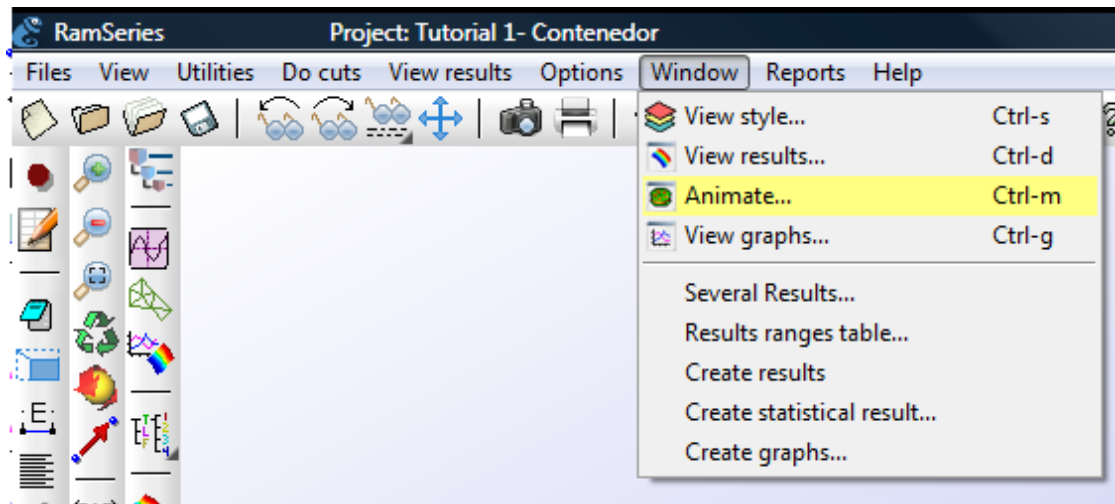 RamSeries Project: Tutorial 1- Contenedor
Files View Utilities Do cuts View results Options Window Reports Help
View style... Ctrl-s
View results... Ctrl-d
Animate... Ctrl-m
View graphs... Ctrl-g
Several Results...
Results ranges table...
Create results
Create statistical result...
Create graphs...